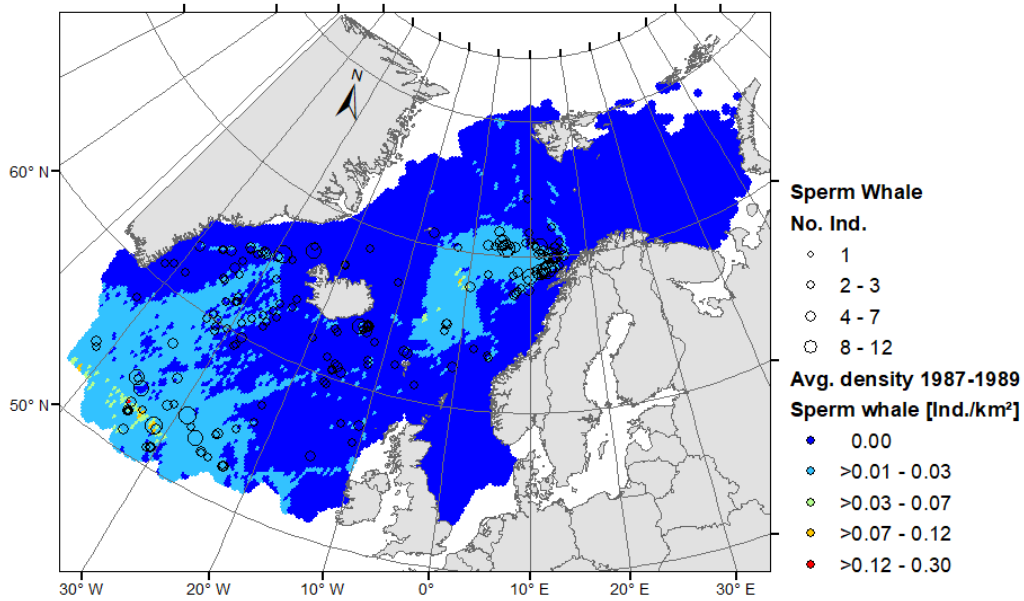 N
60° N
50° N
30° W
20° W
10° W
0°
10° E
20° E
30° E
Sperm Whale
No. Ind.
1
2 - 3
4 - 7
8 - 12
Avg. density 1987-1989
Sperm whale [Ind./km²]
0.00
>0.01 - 0.03
>0.03 - 0.07
>0.07 - 0.12
>0.12 - 0.30